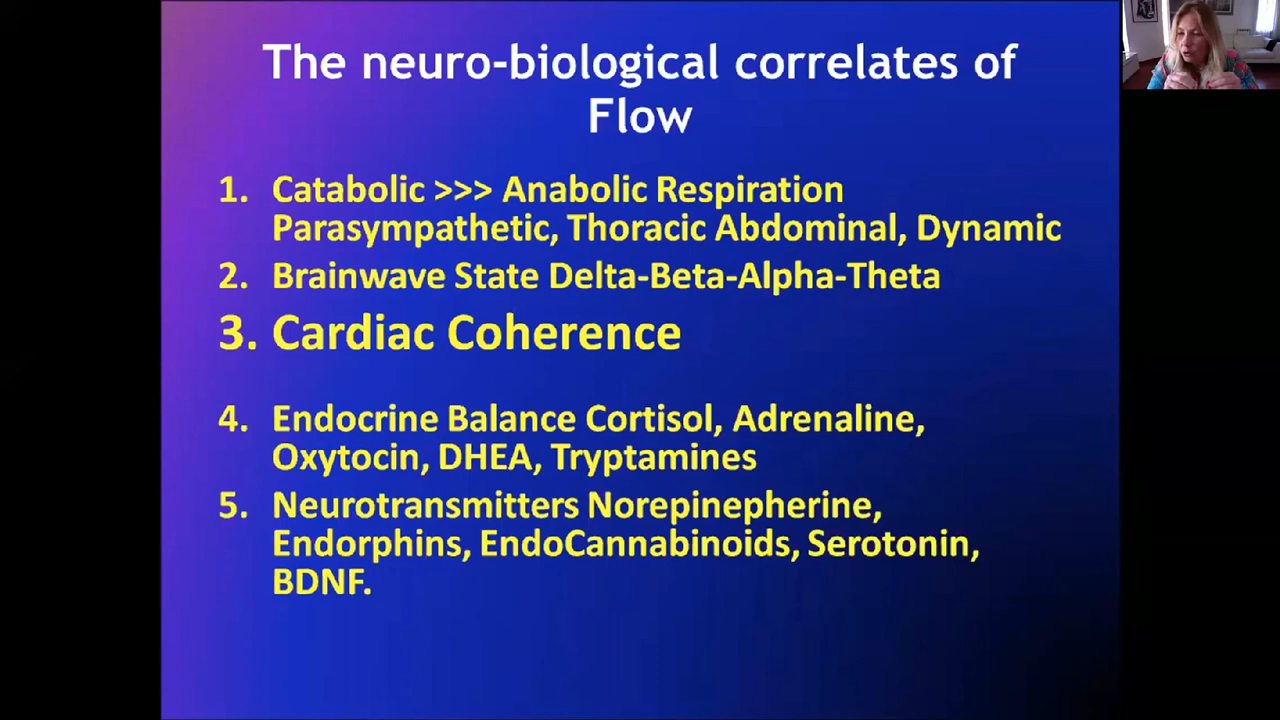 The neuro-biological correlates of
Flow
1. Catabolic >>> Anabolic Respiration
Parasympathetic, Thoracic Abdominal, Dynamic
2. Brainwave State Delta-Beta-Alpha-Theta
3. Cardiac Coherence
4. Endocrine Balance Cortisol, Adrenaline,
Oxytocin, DHEA, Tryptamines
5. Neurotransmitters Norepinepherine,
Endorphins, EndoCannabinoids, Serotonin,
BDNF.